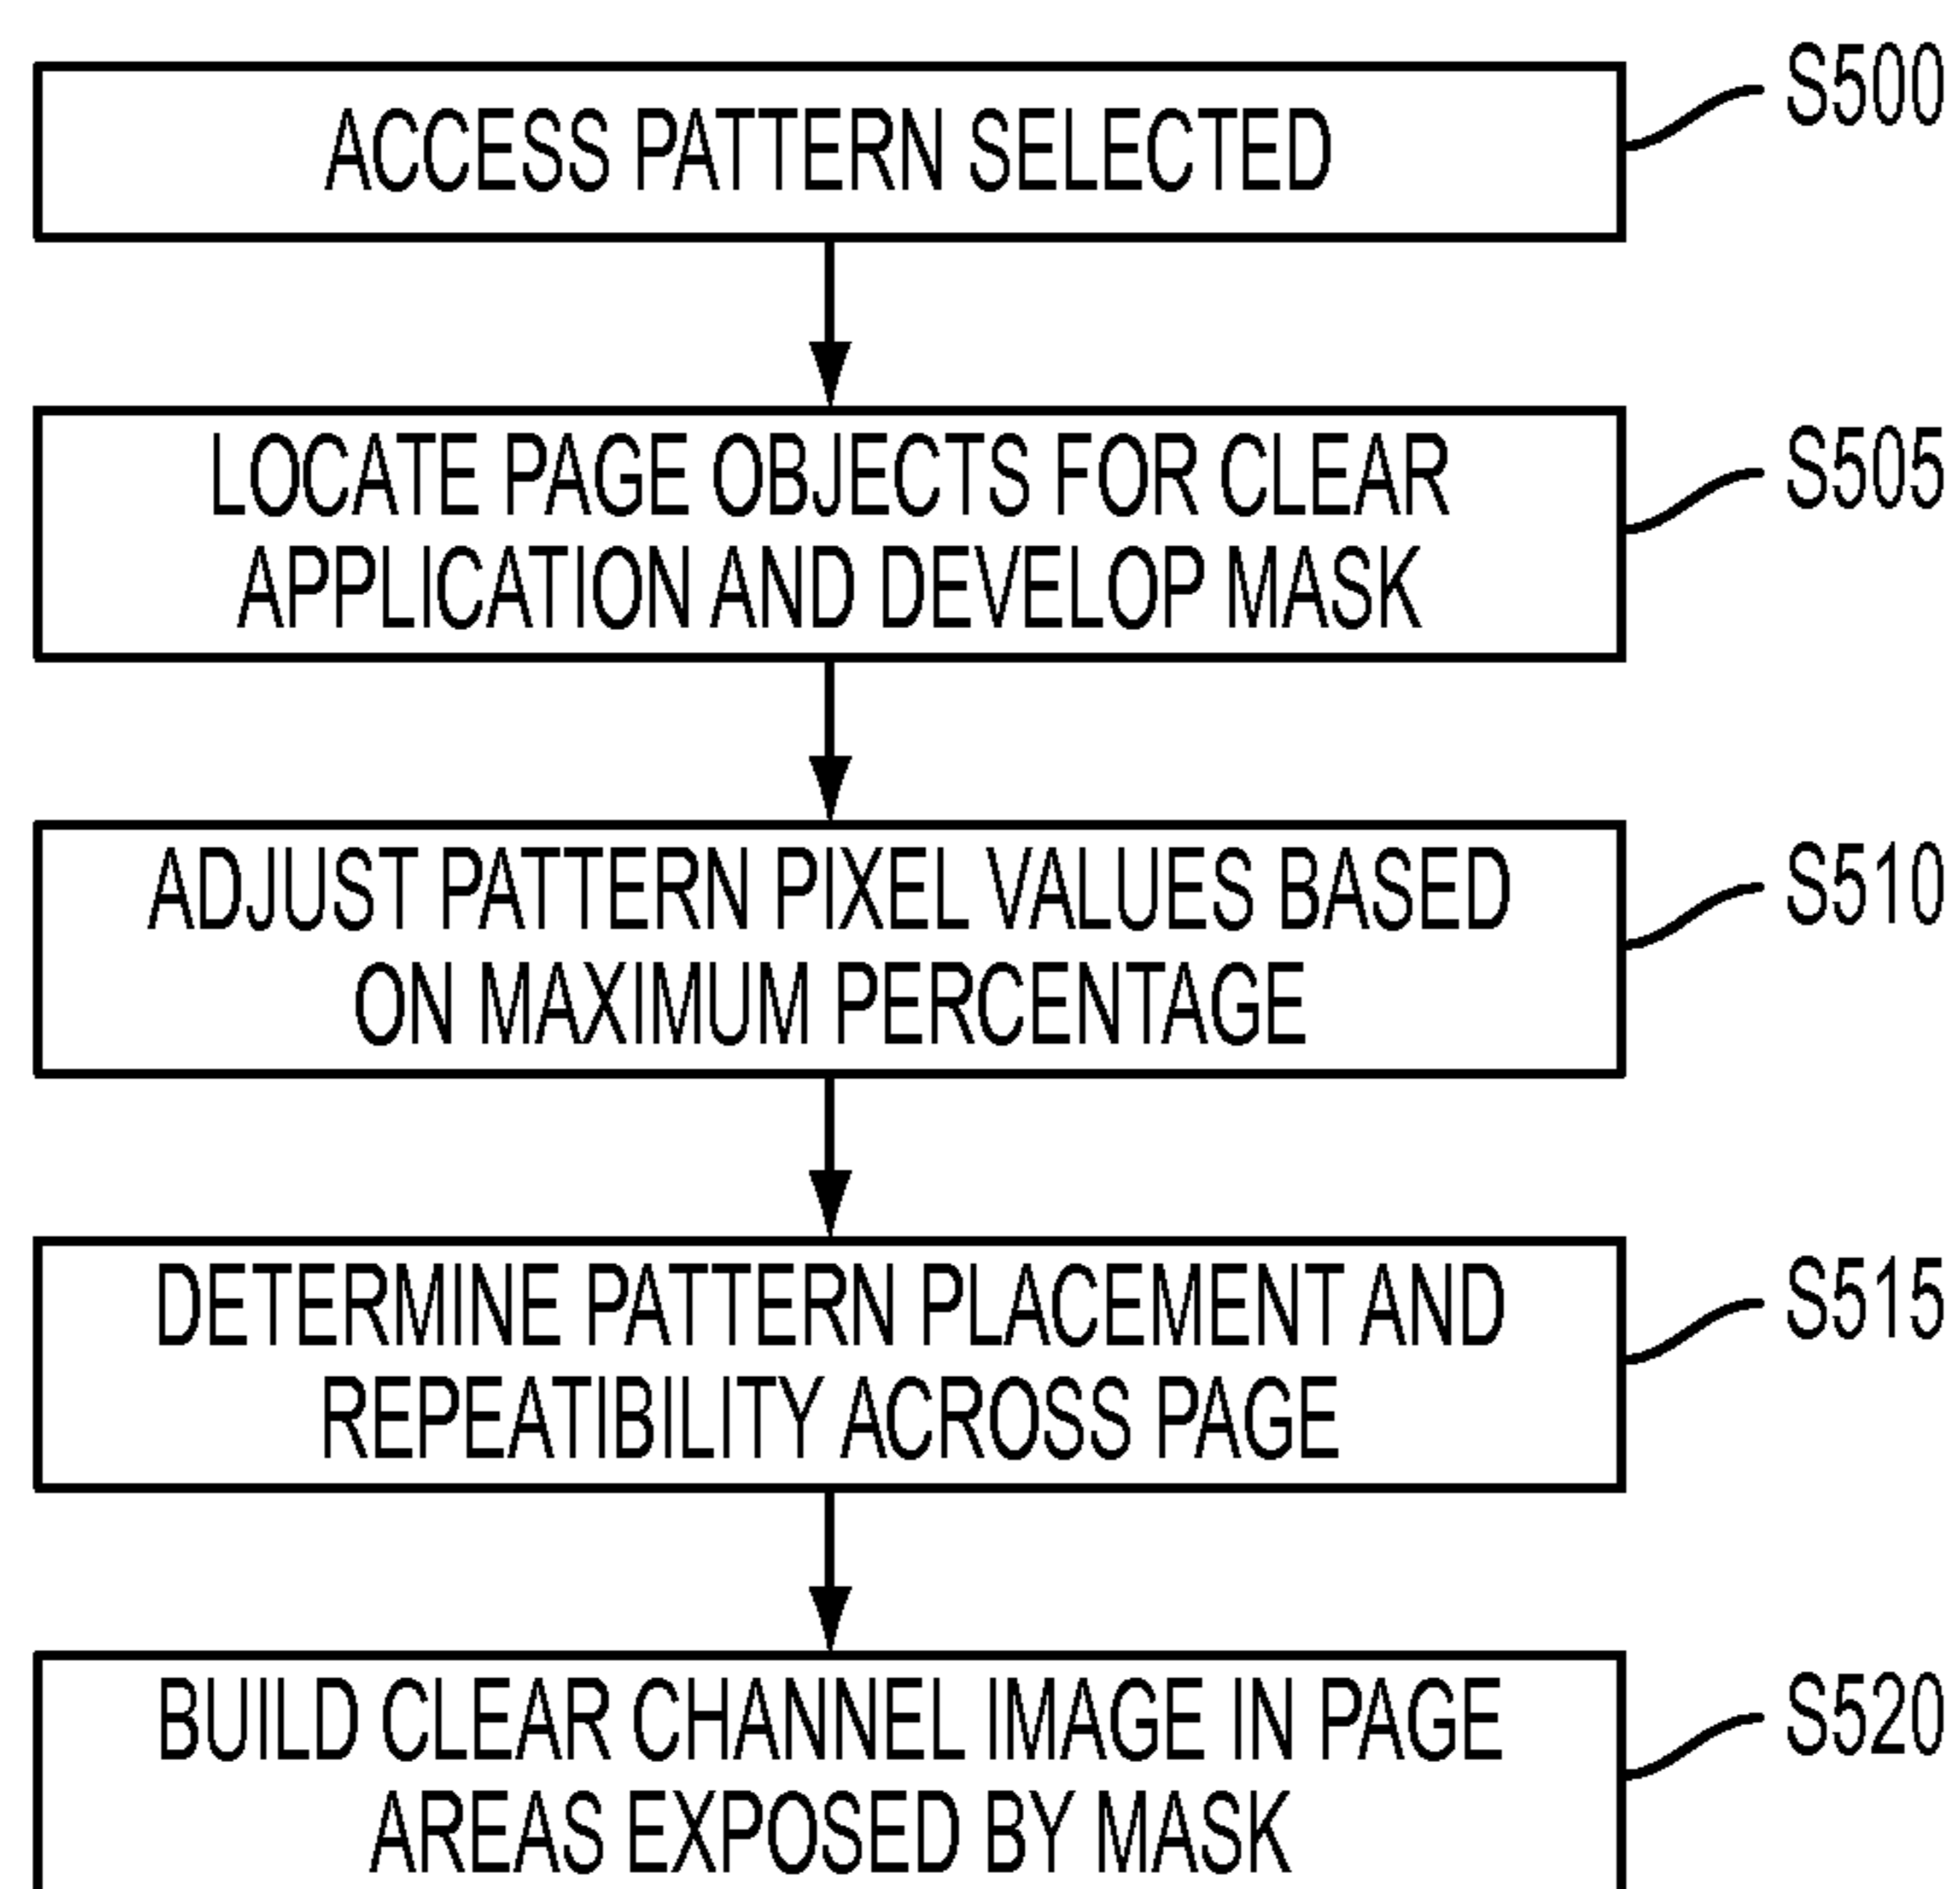 ACCESS PATTERN SELECTED
S500
LOCATE PAGE OBJECTS FOR CLEAR
APPLICATION AND DEVELOP MASK
S505
ADJUST PATTERN PIXEL VALUES BASED
ON MAXIMUM PERCENTAGE
S510
DETERMINE PATTERN PLACEMENT AND
REPEATIBILITY ACROSS PAGE
S515
BUILD CLEAR CHANNEL IMAGE IN PAGE
AREAS EXPOSED BY MASK
S520